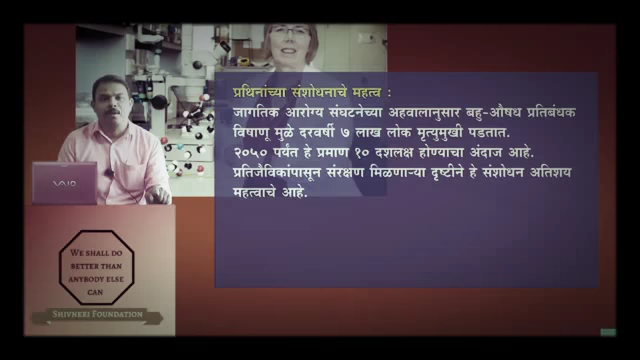 प्रथिनांच्या संशोधनाचे महत्व :
जागतिक आरोग्य संघटनेच्या अहवालानुसार बहु-औषध प्रतिबंधक
विषाणू मुळे दरवर्षी ७ लाख लोक मृत्युमुखी पडतात.
२०५० पर्यंत हे प्रमाण १० दशलक्ष होण्याचा अंदाज आहे.
प्रतिजैविकांपासून संरक्षण मिळणाऱ्या दृष्टीने हे संशोधन अतिशय
महत्वाचे आहे.
VAIO
We shall do
better than
anybody else
can
Shivneri Foundation